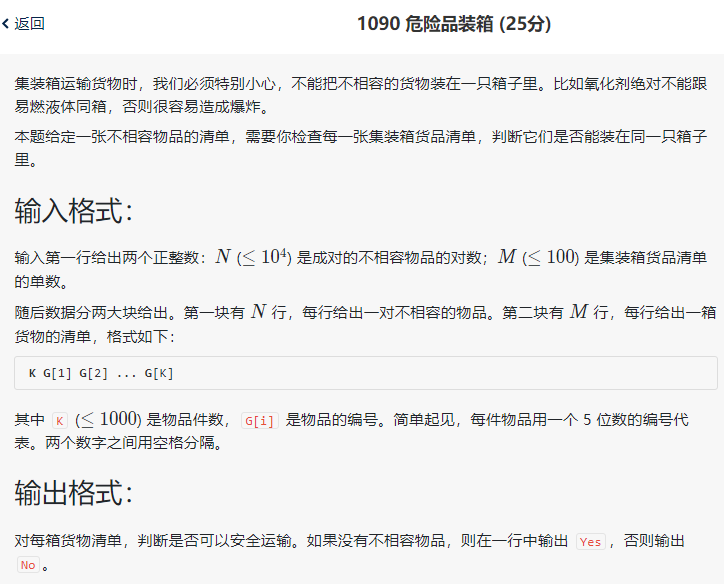 返回
1090 危险品装箱 (25分)
集装箱运输货物时，我们必须特别小心，不能把不相容的货物装在一只箱子里。比如氧化剂绝对不能跟
易燃液体同箱，否则很容易造成爆炸。
本题给定一张不相容物品的清单，需要你检查每一张集装箱货品清单，判断它们是否能装在同一只箱子
里。
输入格式：
输入第一行给出两个正整数：N (≤10⁴) 是成对的不相容物品的对数；M (≤100) 是集装箱货品清单
的单数。
随后数据分两大块给出。第一块有 N 行，每行给出一对不相容的物品。第二块有 M 行，每行给出一箱
货物的清单，格式如下：
K G[1] G[2] ... G[K]
其中 K (≤1000) 是物品件数，G[i] 是物品的编号。简单起见，每件物品用一个 5 位数的编号代
表。两个数字之间用空格分隔。
输出格式：
对每箱货物清单，判断是否可以安全运输。如果没有不相容物品，则在一行中输出 Yes ，否则输出
No 。